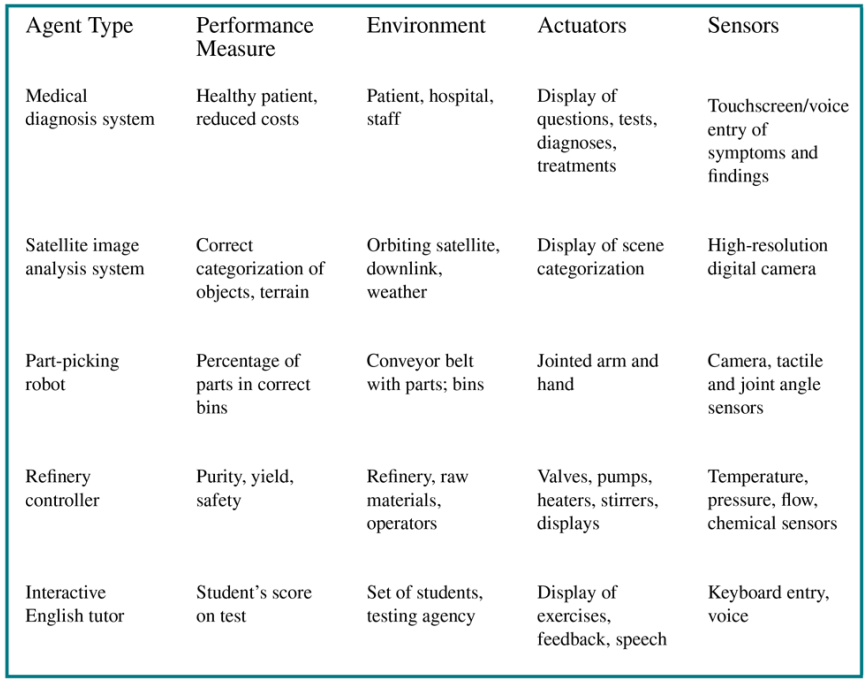 Agent Type
Performance
Measure
Environment
Actuators
Sensors
Medical
diagnosis system
Healthy patient,
reduced costs
Patient, hospital,
staff
Display of
questions, tests,
diagnoses,
treatments
Touchscreen/voice
entry of
symptoms and
findings
Satellite image
analysis system
Correct
categorization of
objects, terrain
Orbiting satellite,
downlink,
weather
Display of scene
categorization
High-resolution
digital camera
Part-picking
robot
Percentage of
parts in correct
bins
Conveyor belt
with parts; bins
Jointed arm and
hand
Camera, tactile
and joint angle
sensors
Refinery
controller
Purity, yield,
safety
Refinery, raw
materials,
operators
Valves, pumps,
heaters, stirrers,
displays
Temperature,
pressure, flow,
chemical sensors
Interactive
English tutor
Student’s score
on test
Set of students,
testing agency
Display of
exercises,
feedback, speech
Keyboard entry,
voice